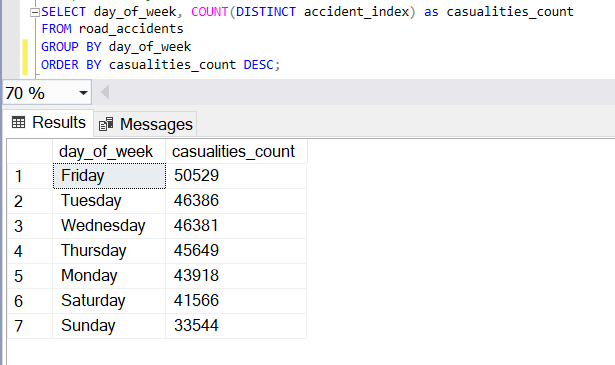 SELECT day_of_week, COUNT(DISTINCT accident_index) as casualities_count
FROM road_accidents
GROUP BY day_of_week
ORDER BY casualities_count DESC;
70 %
Results Messages
day_of_week casualities_count
1 Friday 50529
2 Tuesday 46386
3 Wednesday 46381
4 Thursday 45649
5 Monday 43918
6 Saturday 41566
7 Sunday 33544